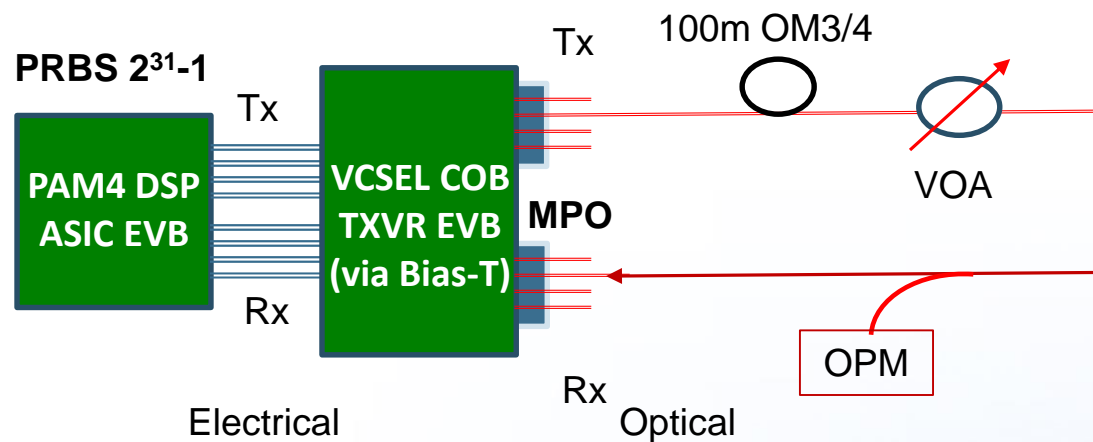 100m OM3/4
Tx
PRBS 2³¹-1
Tx
PAM4 DSP
ASIC EVB
VCSEL COB
TXVR EVB
(via Bias-T)
MPO
VOA
Rx
OPM
Rx
Electrical
Optical